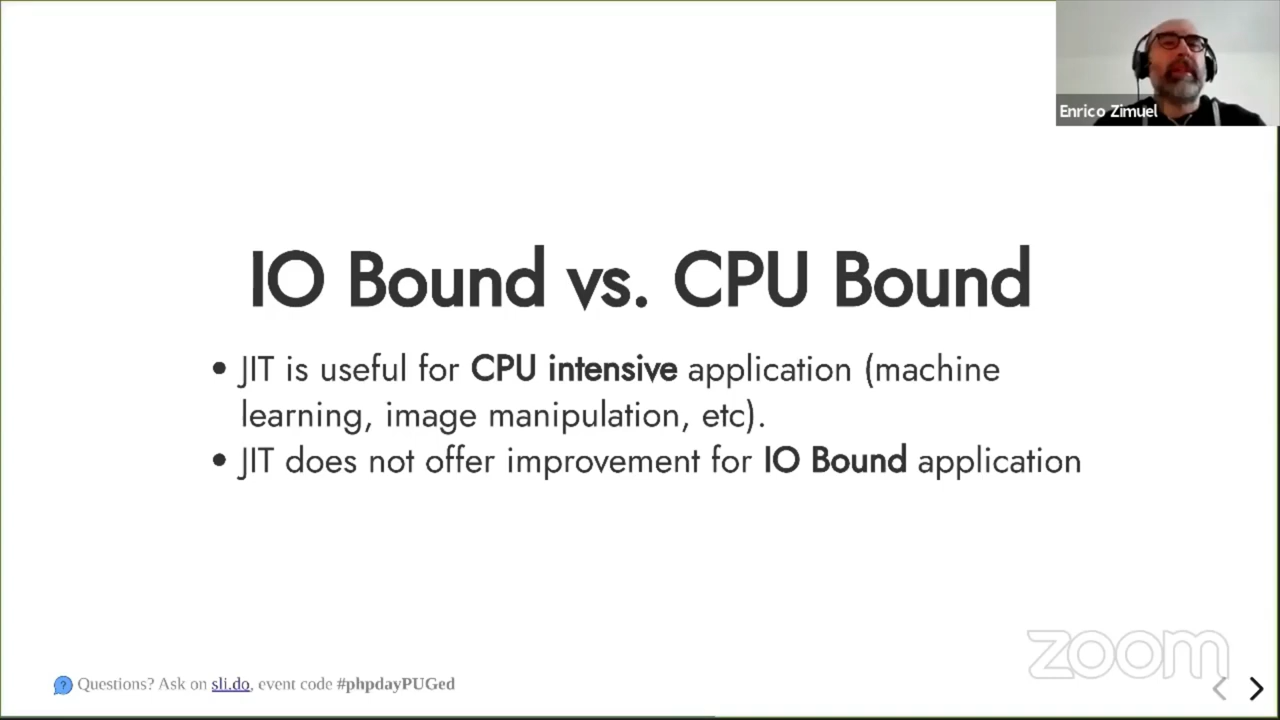 Enrico Zimuel
IO Bound vs. CPU Bound
• JIT is useful for CPU intensive application (machine
learning, image manipulation, etc).
• JIT does not offer improvement for IO Bound application
zoom
? Questions? Ask on sli.do, event code #phpdayPUGed